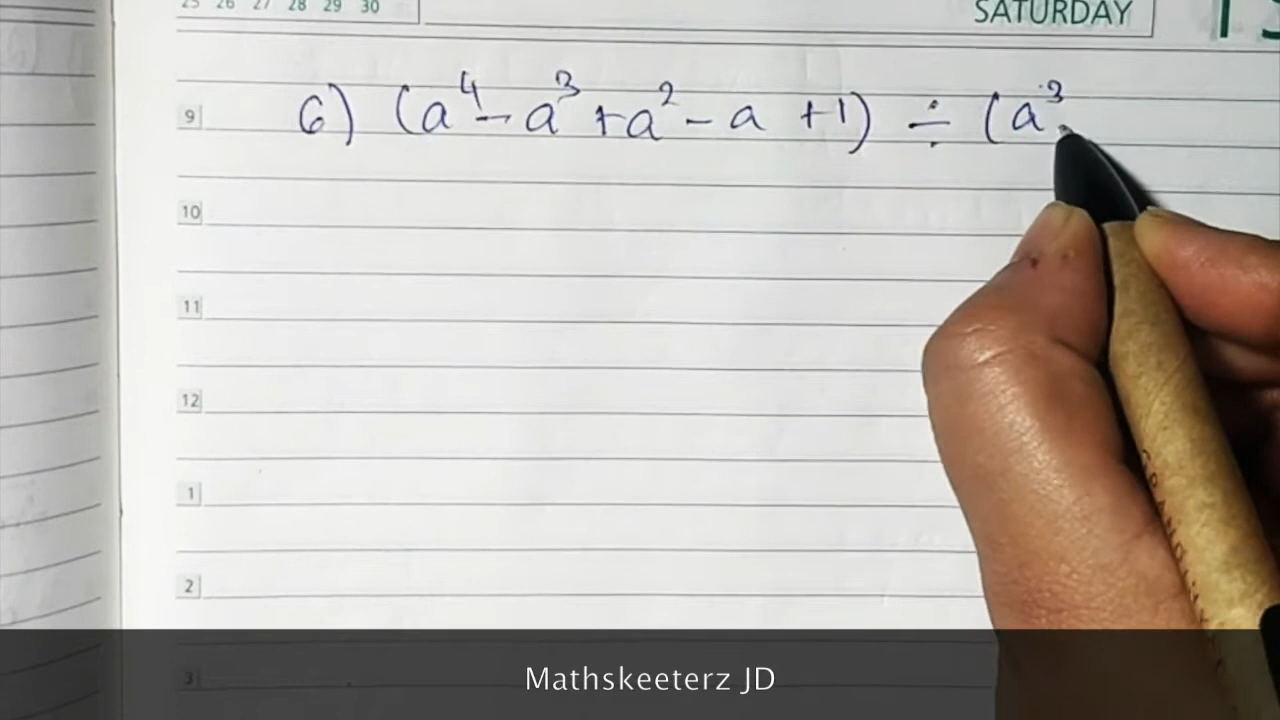 25 26 27 28 29 30
SATURDAY
9 6) (a⁴ - a³ + a² - a + 1) ÷ (a³
10
11
12
1
2
3
Mathskeeterz JD